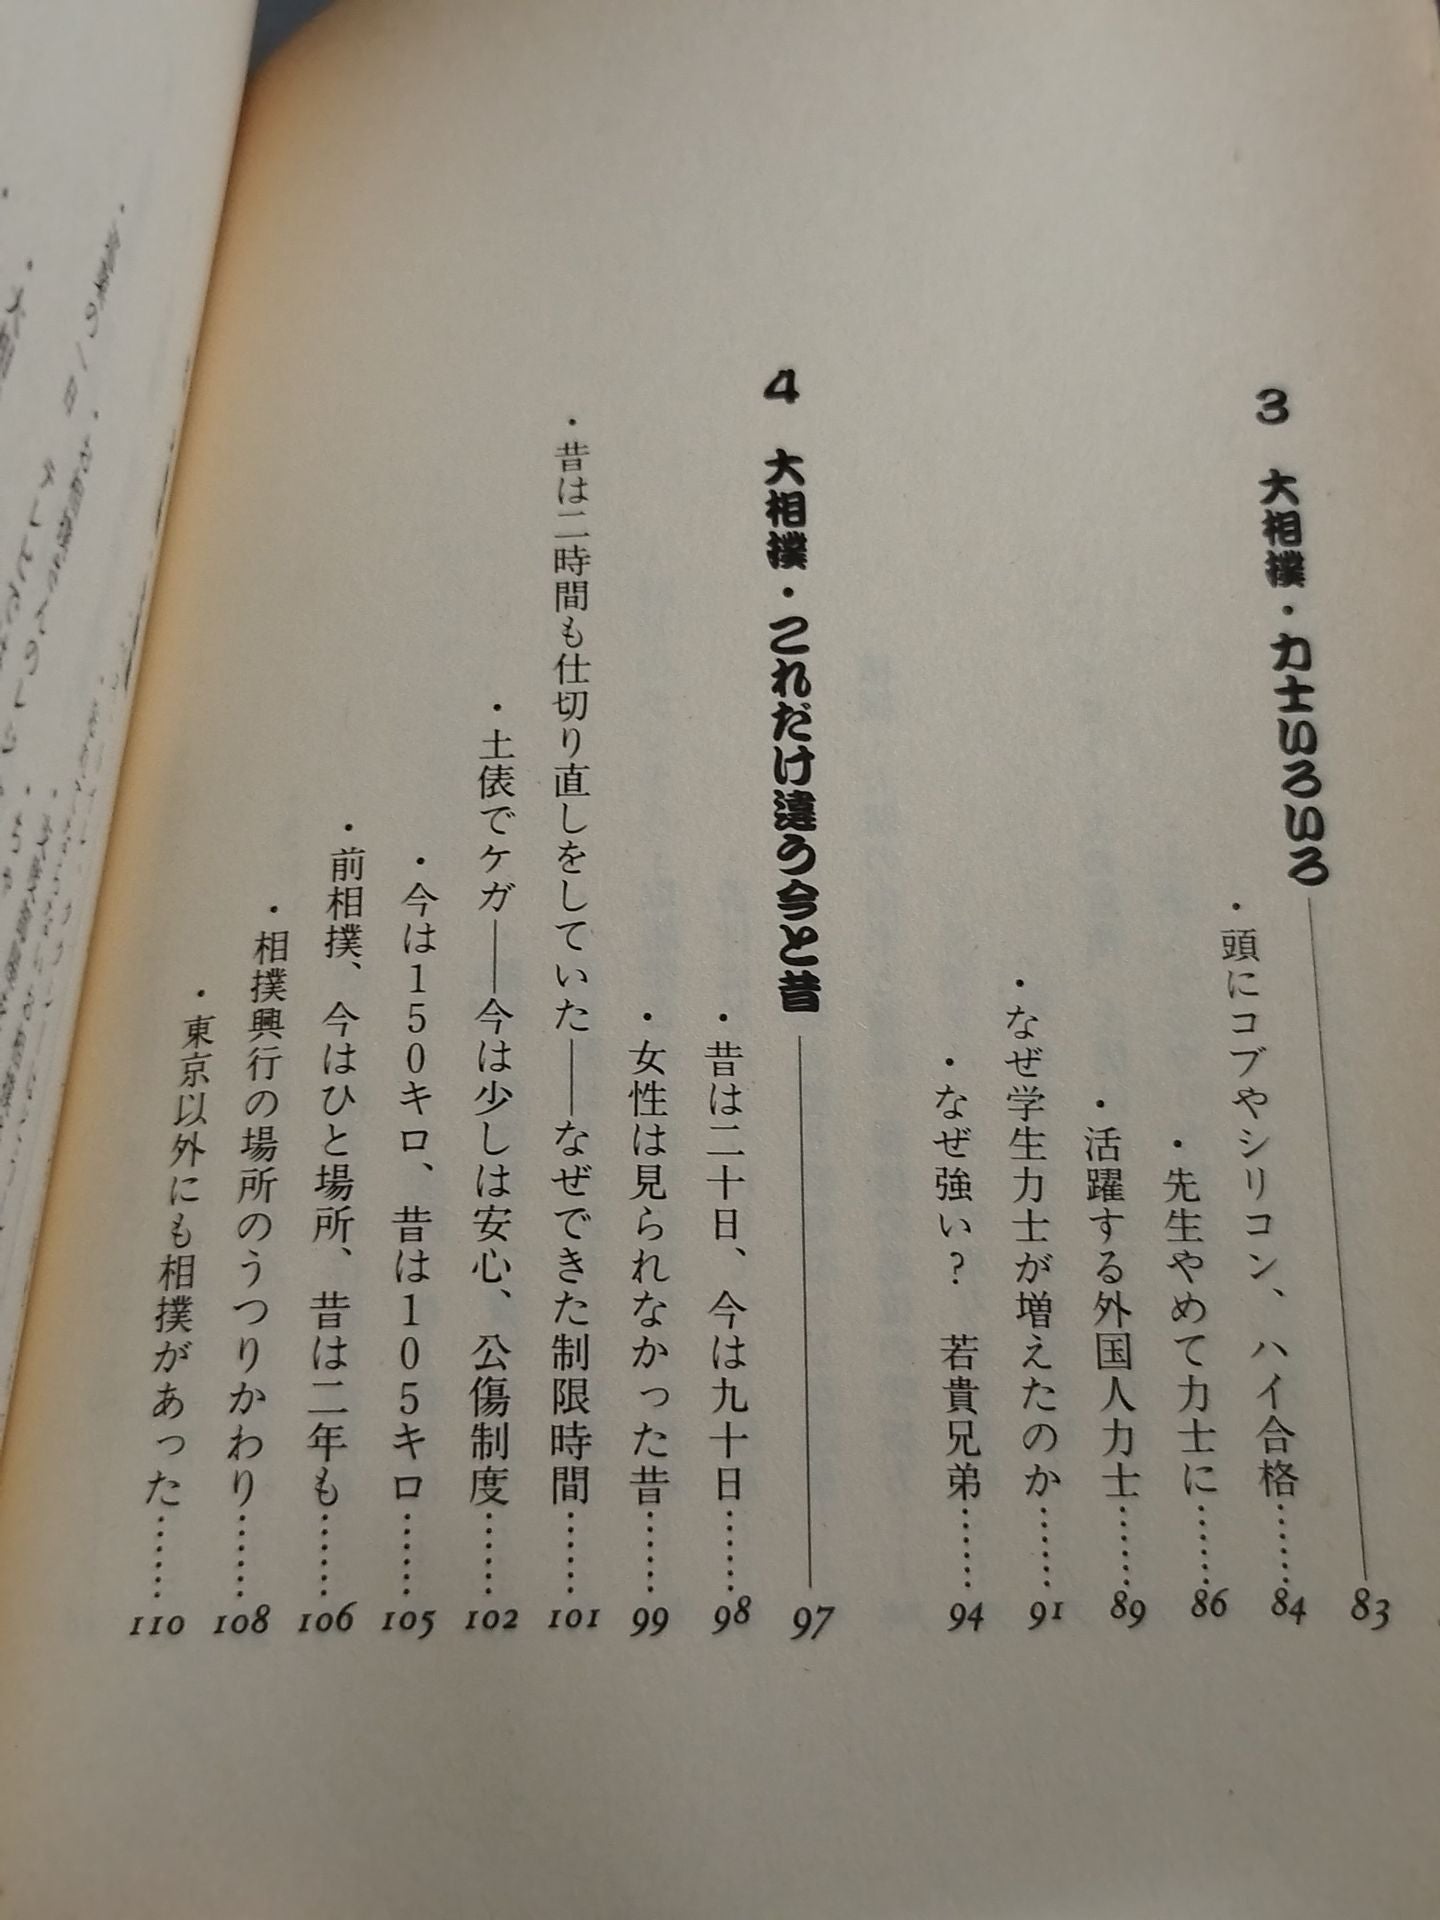 3 大相撲・力士いろいろ 83
・頭にコブやシリコン、ハイ合格…… 84
・先生やめて力士に…… 86
・活躍する外国人力士…… 89
・なぜ学生力士が増えたのか…… 91
・なぜ強い? 若貴兄弟…… 94
4 大相撲・これだけ違う今と昔 97
・昔は二十日、今は九十日…… 98
・女性は見られなかった昔…… 99
・昔は二時間も仕切り直しをしていた――なぜできた制限時間…… 101
・土俵でケガ――今は少しは安心、公傷制度…… 102
・今は150キロ、昔は105キロ…… 105
・前相撲、今はひと場所、昔は二年も…… 106
・相撲興行の場所のうつりかわり…… 108
・東京以外にも相撲があった…… 110